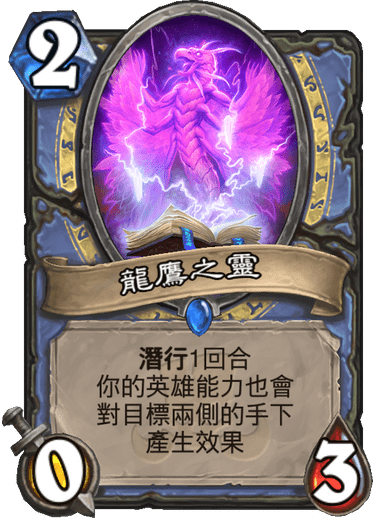 2
龍鷹之靈
潛行1回合
你的英雄能力也會
對目標兩側的手下
產生效果
0
3